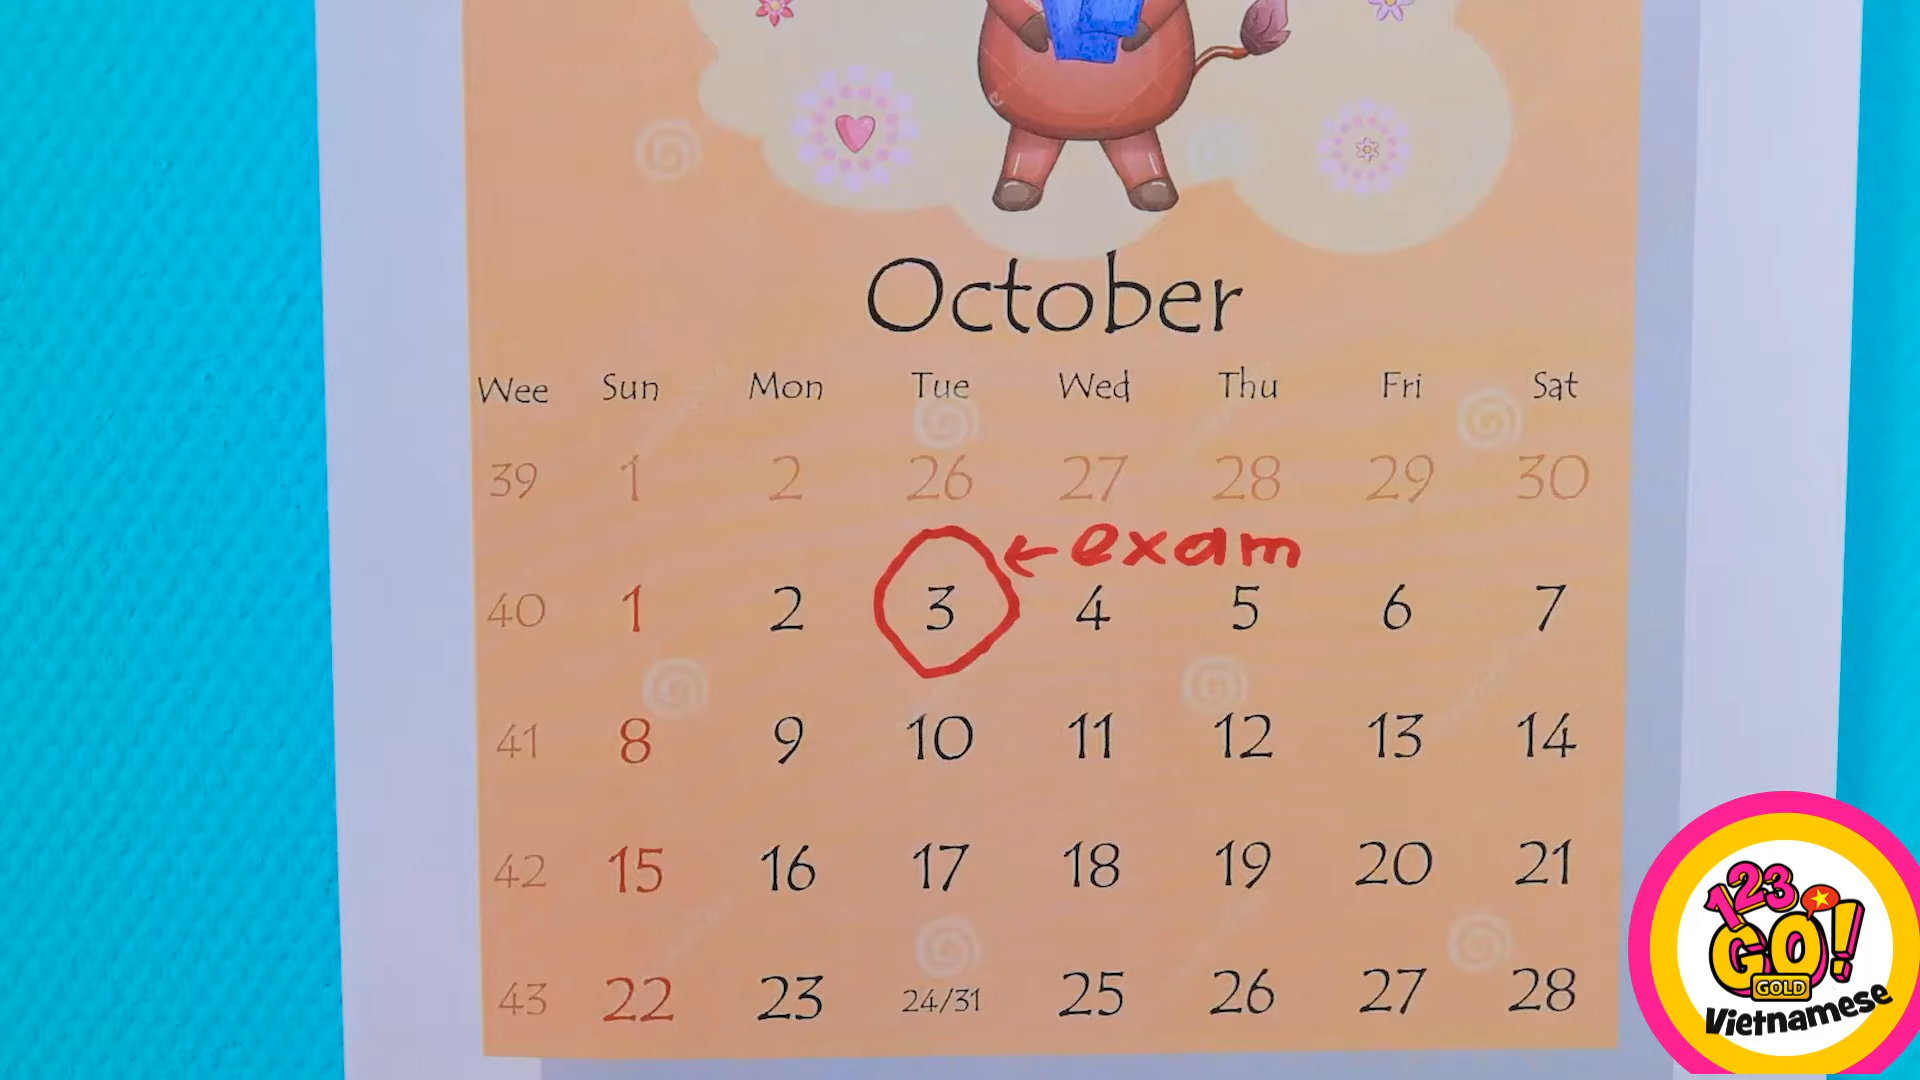 October
Wee Sun Mon Tue Wed Thu Fri Sat
39 1 2 26 27 28 29 30
← exam
40 1 2 3 4 5 6 7
41 8 9 10 11 12 13 14
42 15 16 17 18 19 20 21
43 22 23 24/31 25 26 27 28
123
GO!
GOLD
Vietnamese